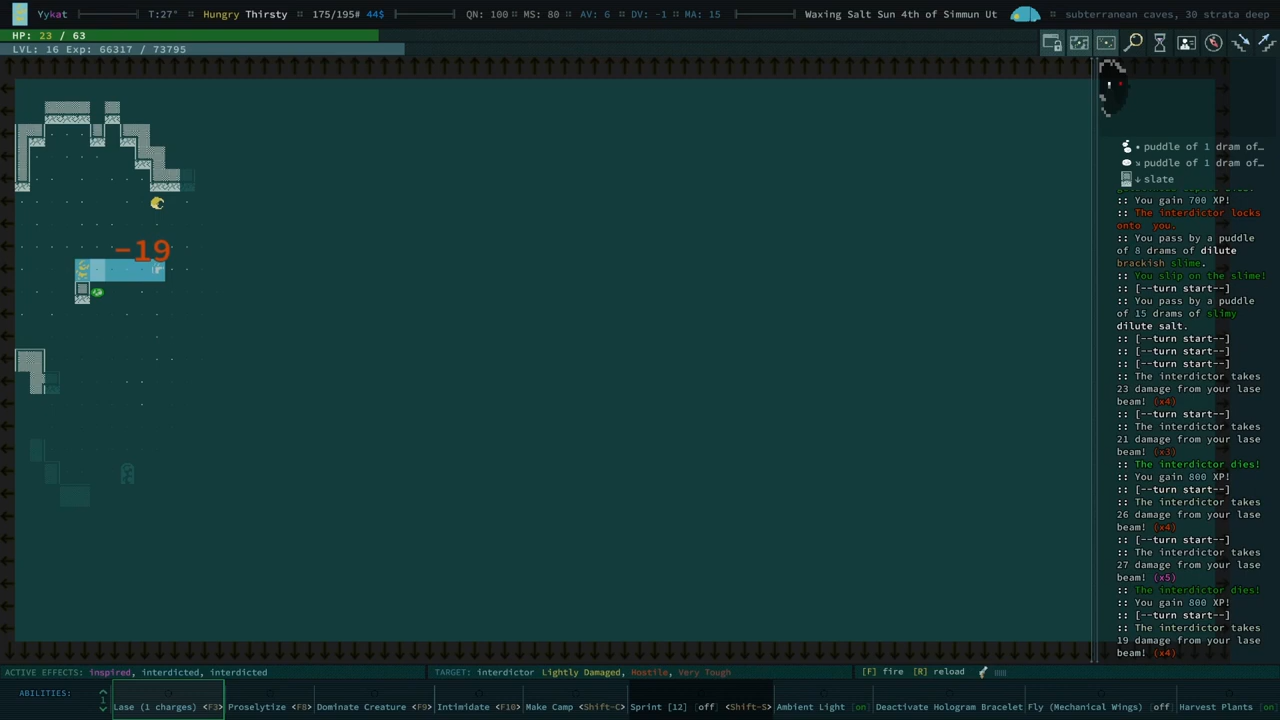 Yykat T:27° Hungry Thirsty 175/195# 44$ QN: 100 MS: 80 AV: 6 DV: -1 MA: 15 Waxing Salt Sun 4th of Simmun Ut subterranean caves, 30 strata deep
HP: 23 / 63
LVL: 16 Exp: 66317 / 73795
-19
puddle of 1 dram of…
puddle of 1 dram of…
slate
:: You gain 700 XP!
:: The interdictor locks
onto you.
:: You pass by a puddle
of 8 drams of dilute
brackish slime.
:: You slip on the slime!
:: [--turn start--]
:: You pass by a puddle
of 15 drams of slimy
dilute salt.
:: [--turn start--]
:: [--turn start--]
:: [--turn start--]
:: The interdictor takes
23 damage from your lase
beam! (x4)
:: [--turn start--]
:: The interdictor takes
21 damage from your lase
beam! (x3)
:: The interdictor dies!
:: You gain 800 XP!
:: [--turn start--]
:: The interdictor takes
26 damage from your lase
beam! (x4)
:: [--turn start--]
:: The interdictor takes
27 damage from your lase
beam! (x5)
:: The interdictor dies!
:: You gain 800 XP!
:: [--turn start--]
:: The interdictor takes
19 damage from your lase
beam! (x4)
ACTIVE EFFECTS: inspired, interdicted, interdicted TARGET: interdictor Lightly Damaged, Hostile, Very Tough [F] fire [R] reload
ABILITIES: 1 Lase (1 charges) <F3> Proselytize <F8> Dominate Creature <F9> Intimidate <F10> Make Camp <Shift-C> Sprint [12] [off] <Shift-S> Ambient Light [on] Deactivate Hologram Bracelet Fly (Mechanical Wings) [off] Harvest Plants [on